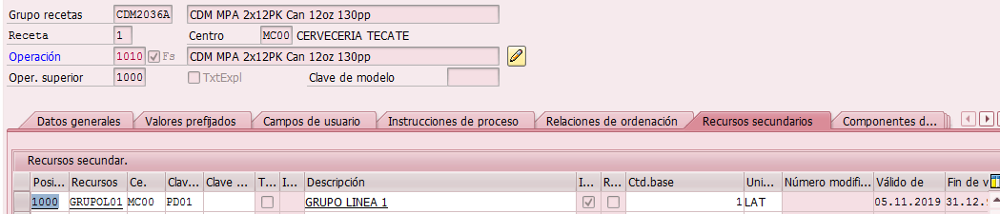 Grupo recetas CDM2036A CDM MPA 2x12PK Can 12oz 130pp
Receta 1 Centro MC00 CERVECERIA TECATE
Operación 1010 Fs CDM MPA 2x12PK Can 12oz 130pp
Oper. superior 1000 TxtExpl Clave de modelo
Datos generales Valores prefijados Campos de usuario Instrucciones de proceso Relaciones de ordenación Recursos secundarios Componentes d...
Recursos secundar.
Posi... Recursos Ce. Clav... Clave ... T... I... Descripción I... R... Ctd.base Uni... Número modifi... Válido de Fin de v
1000 GRUPOL01 MC00 PD01 GRUPO LINEA 1 1 LAT 05.11.2019 31.12.